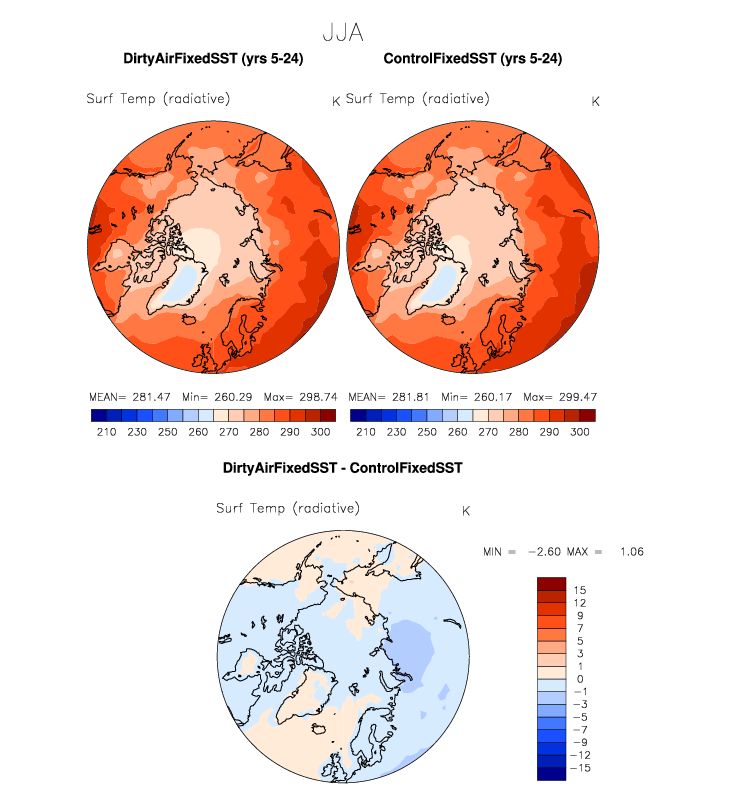 JJA
DirtyAirFixedSST (yrs 5-24) ControlFixedSST (yrs 5-24)
Surf Temp (radiative) K Surf Temp (radiative) K
MEAN= 281.47 Min= 260.29 Max= 298.74 MEAN= 281.81 Min= 260.17 Max= 299.47
210 230 250 260 270 280 290 300 210 230 250 260 270 280 290 300
DirtyAirFixedSST - ControlFixedSST
Surf Temp (radiative) K
MIN = -2.60 MAX = 1.06
15
12
9
7
5
3
1
0
-1
-3
-5
-7
-9
-12
-15